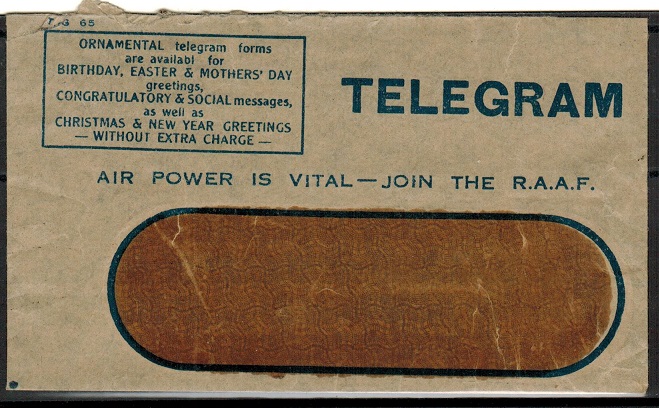 65
ORNAMENTAL telegram forms
are availabl for
BIRTHDAY, EASTER & MOTHERS' DAY
greetings,
CONGRATULATORY & SOCIAL messages,
as well as
CHRISTMAS & NEW YEAR GREETINGS
— WITHOUT EXTRA CHARGE —
TELEGRAM
AIR POWER IS VITAL—JOIN THE R.A.A.F.